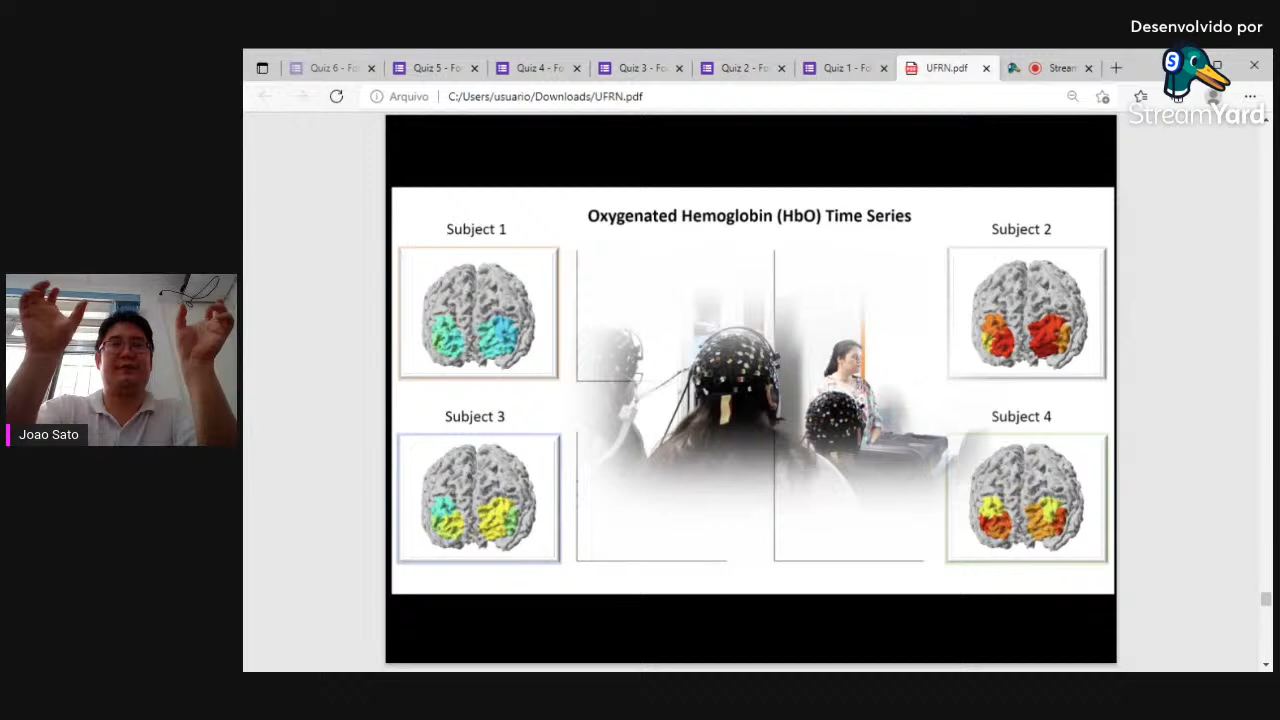 Desenvolvido por
StreamYard
Quiz 6 - Fo
Quiz 5 - Fo
Quiz 4 - Fo
Quiz 3 - Fo
Quiz 2 - Fo
Quiz 1 - Fo
UFRN.pdf
Stream
Arquivo
C:/Users/usuario/Downloads/UFRN.pdf
Oxygenated Hemoglobin (HbO) Time Series
Subject 1
Subject 2
Subject 3
Subject 4
Joao Sato